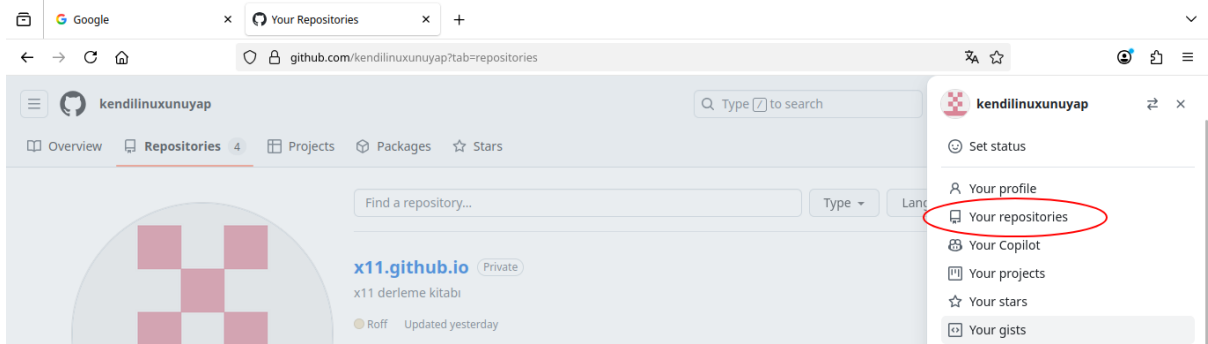 Google
Your Repositories
github.com/kendilinuxunuyap?tab=repositories
kendilinuxunuyap
Type / to search
Overview Repositories 4 Projects Packages Stars
Find a repository...
Type
Lang
x11.github.io Private
x11 derleme kitabı
Roff Updated yesterday
kendilinuxunuyap
Set status
Your profile
Your repositories
Your Copilot
Your projects
Your stars
Your gists